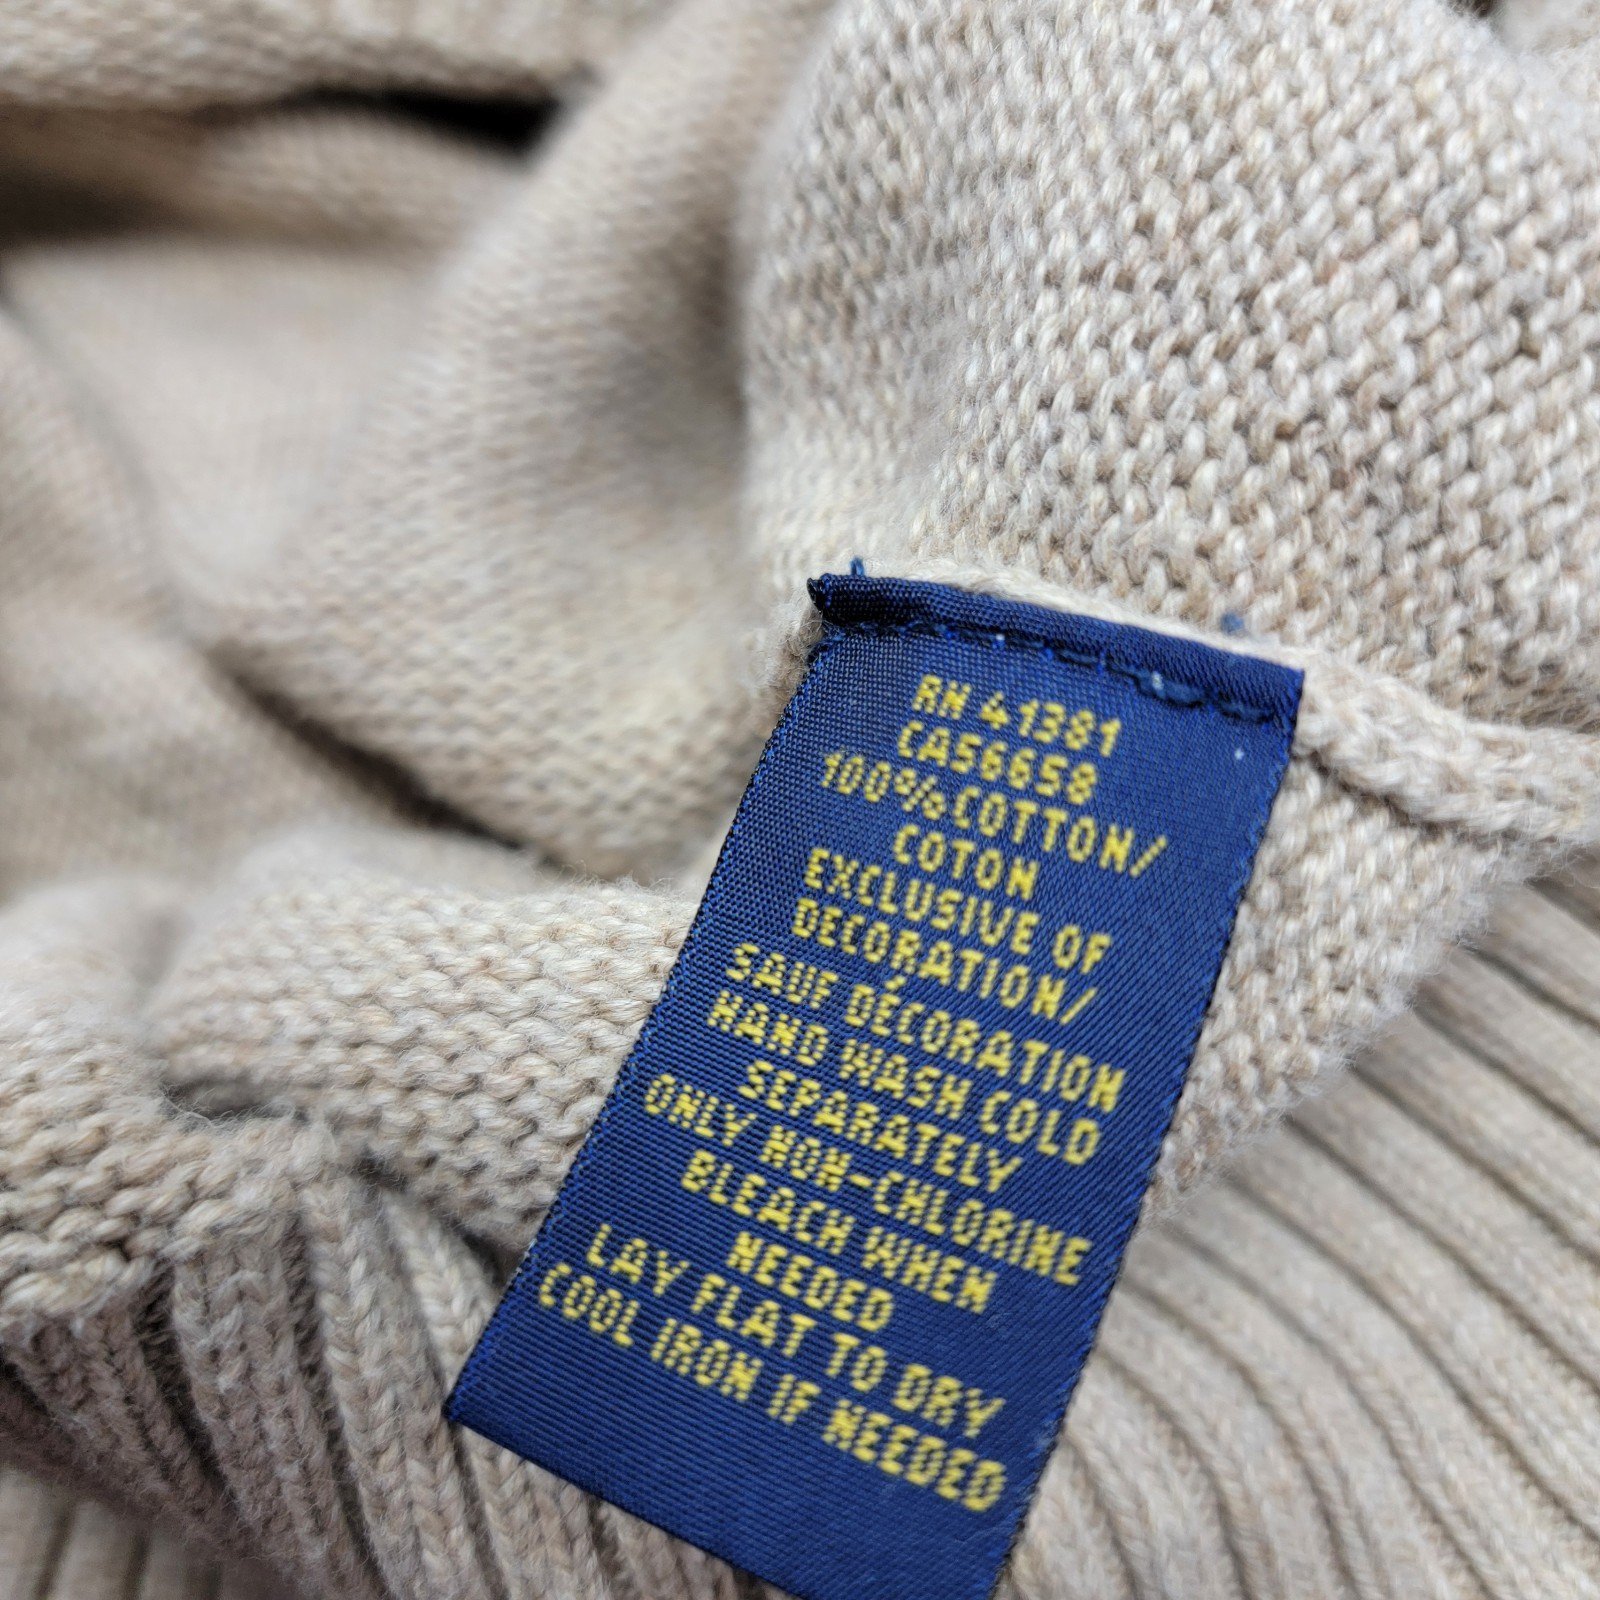 RN 41381
CA56658
100% COTTON/
COTON
EXCLUSIVE OF
DECORATION/
SAUF DÉCORATION
HAND WASH COLD
SEPARATELY
ONLY NON-CHLORINE
BLEACH WHEN
NEEDED
LAY FLAT TO DRY
COOL IRON IF NEEDED